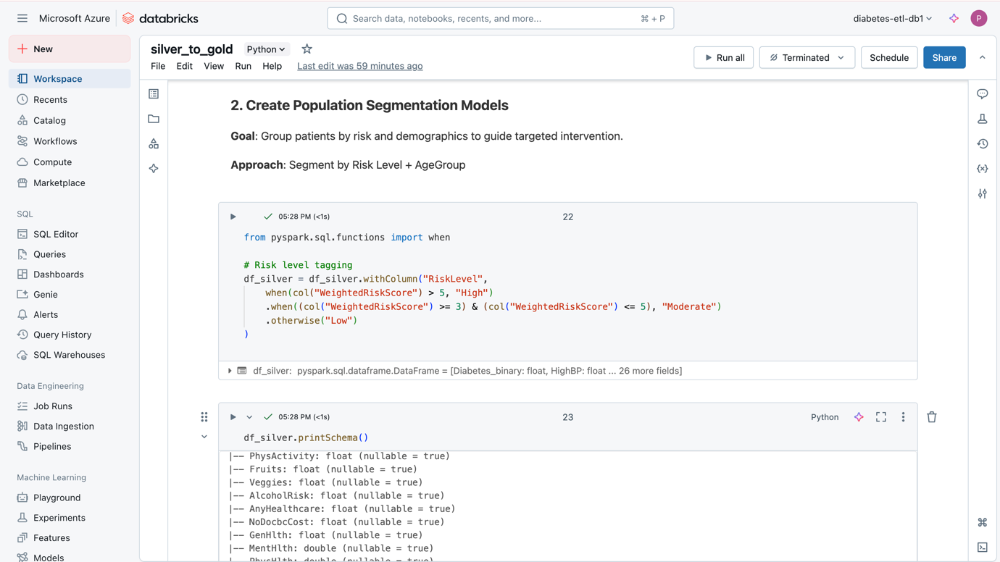 Microsoft Azure databricks
Search data, notebooks, recents, and more... ⌘ + P
diabetes-etl-db1
P
New
Workspace
Recents
Catalog
Workflows
Compute
Marketplace
SQL
SQL Editor
Queries
Dashboards
Genie
Alerts
Query History
SQL Warehouses
Data Engineering
Job Runs
Data Ingestion
Pipelines
Machine Learning
Playground
Experiments
Features
Models
silver_to_gold Python
File Edit View Run Help Last edit was 59 minutes ago
Run all Terminated Schedule Share
2. Create Population Segmentation Models
Goal: Group patients by risk and demographics to guide targeted intervention.
Approach: Segment by Risk Level + AgeGroup
05:28 PM (<1s) 22
from pyspark.sql.functions import when
# Risk level tagging
df_silver = df_silver.withColumn("RiskLevel",
when(col("WeightedRiskScore") > 5, "High")
.when((col("WeightedRiskScore") >= 3) & (col("WeightedRiskScore") <= 5), "Moderate")
.otherwise("Low")
)
df_silver: pyspark.sql.dataframe.DataFrame = [Diabetes_binary: float, HighBP: float ... 26 more fields]
05:28 PM (<1s) 23 Python
df_silver.printSchema()
|-- PhysActivity: float (nullable = true)
|-- Fruits: float (nullable = true)
|-- Veggies: float (nullable = true)
|-- AlcoholRisk: float (nullable = true)
|-- AnyHealthcare: float (nullable = true)
|-- NoDocbcCost: float (nullable = true)
|-- GenHlth: float (nullable = true)
|-- MentHlth: double (nullable = true)
|-- PhysHlth: double (nullable = true)